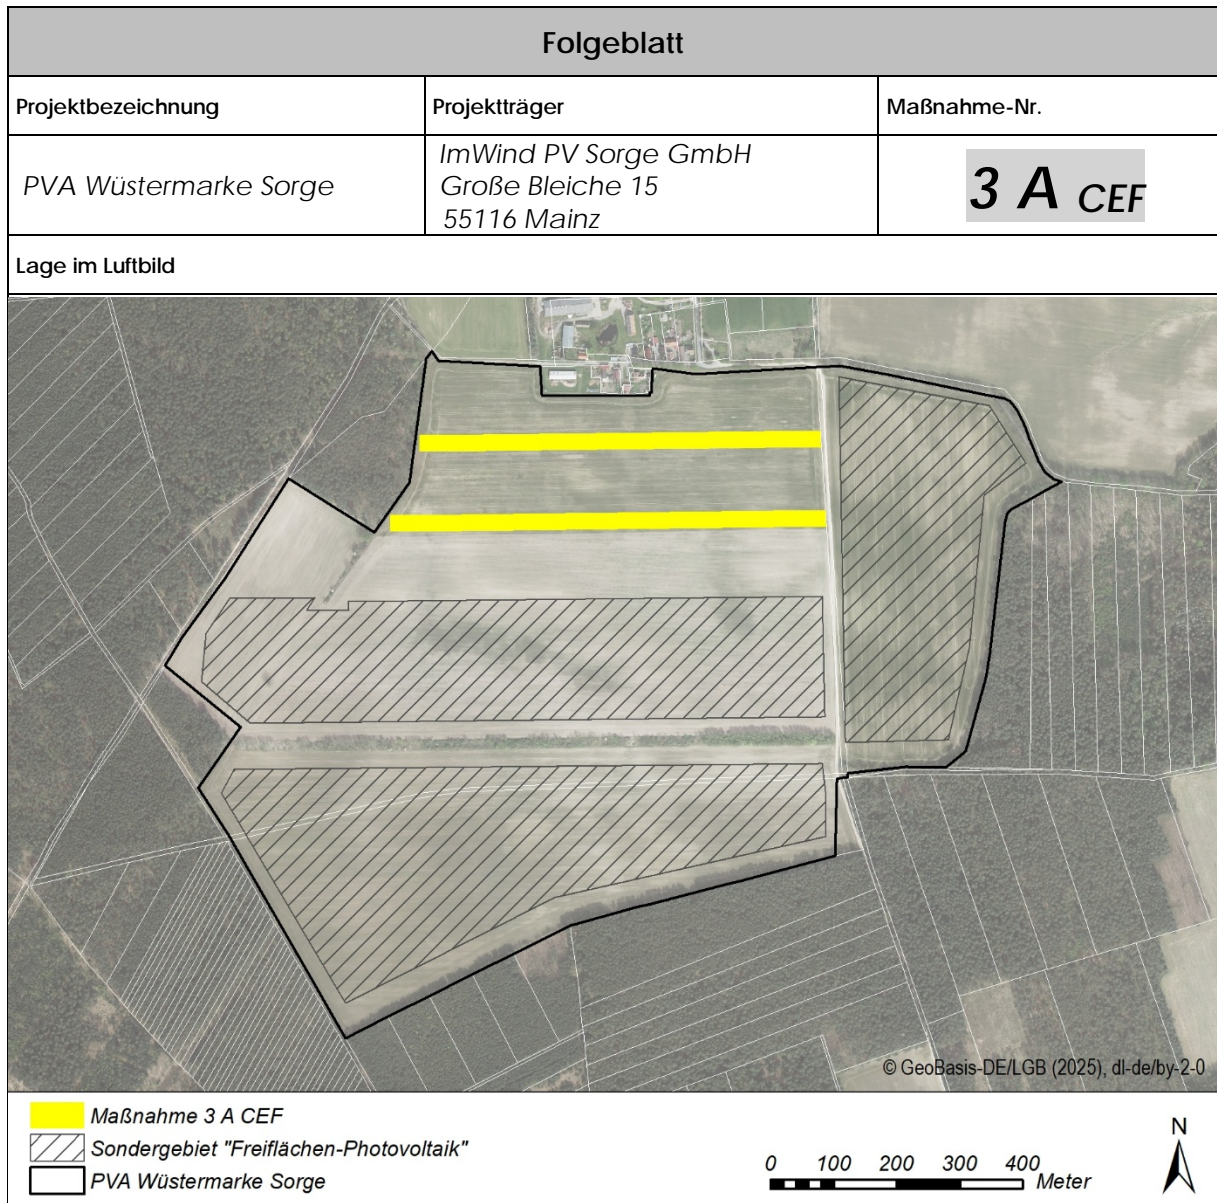 Folgeblatt
Projektbezeichnung
Projektträger
Maßnahme-Nr.
PVA Wüstermarke Sorge
ImWind PV Sorge GmbH
Große Bleiche 15
55116 Mainz
3 A CEF
Lage im Luftbild
© GeoBasis-DE/LGB (2025), dl-de/by-2-0
Maßnahme 3 A CEF
Sondergebiet "Freiflächen-Photovoltaik"
PVA Wüstermarke Sorge
0 100 200 300 400
Meter
N